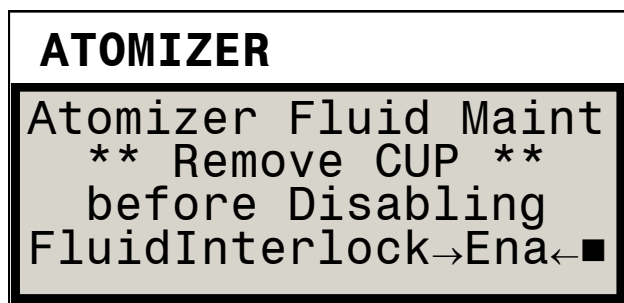 ATOMIZER
Atomizer Fluid Maint
** Remove CUP **
before Disabling
FluidInterlock→Ena←■